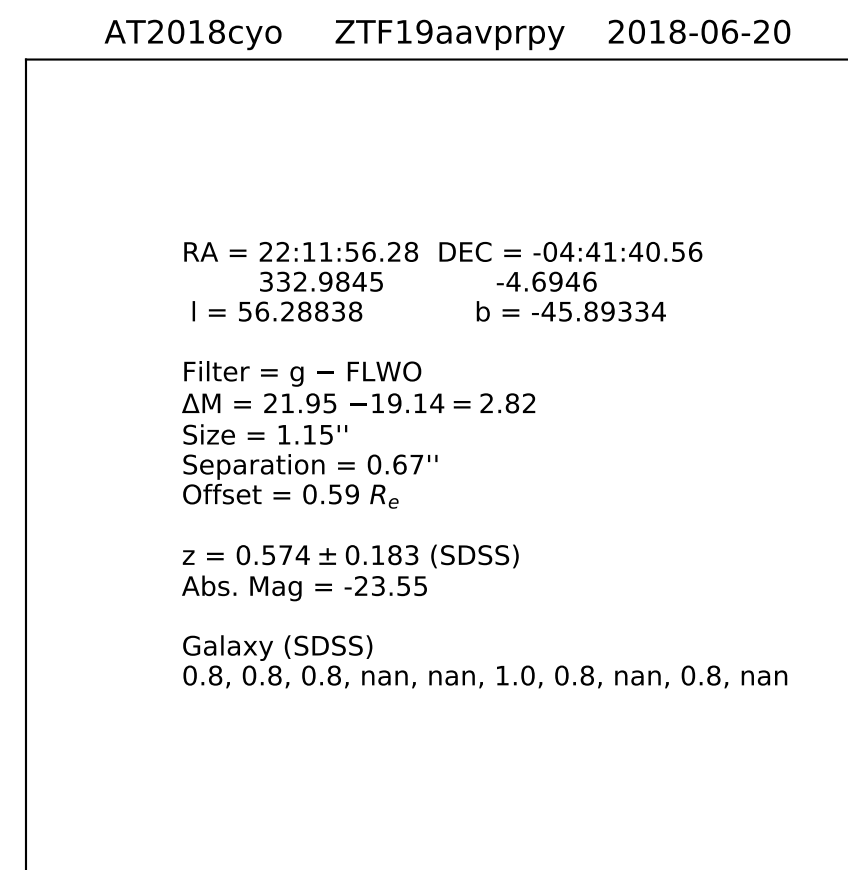 AT2018cyo ZTF19aavprpy 2018-06-20
RA = 22:11:56.28 DEC = -04:41:40.56
332.9845 -4.6946
l = 56.28838 b = -45.89334
Filter = g − FLWO
ΔM = 21.95 −19.14 = 2.82
Size = 1.15''
Separation = 0.67''
Offset = 0.59 Rₑ
z = 0.574 ± 0.183 (SDSS)
Abs. Mag = -23.55
Galaxy (SDSS)
0.8, 0.8, 0.8, nan, nan, 1.0, 0.8, nan, 0.8, nan